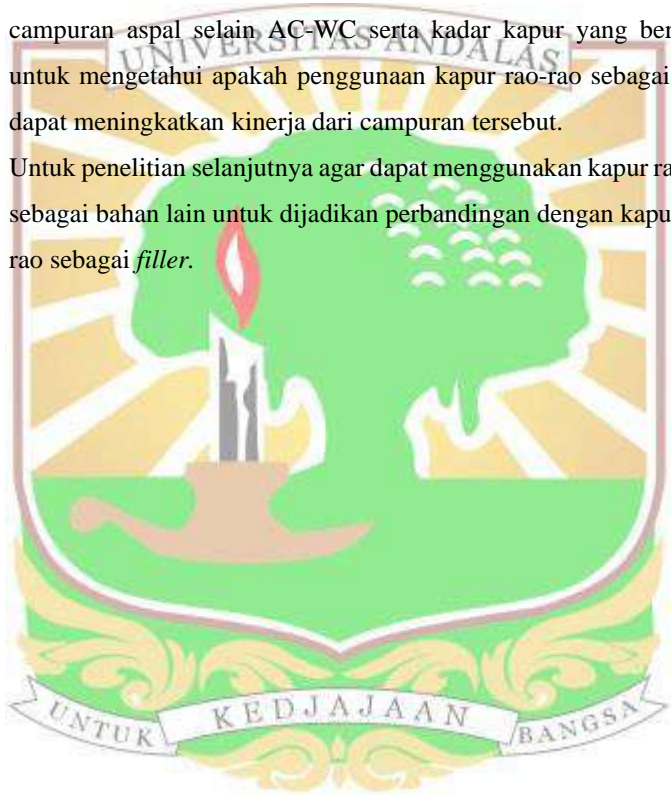 campuran aspal selain AC-WC serta kadar kapur yang ber
UNIVERSITAS ANDALAS
untuk mengetahui apakah penggunaan kapur rao-rao sebagai
dapat meningkatkan kinerja dari campuran tersebut.
Untuk penelitian selanjutnya agar dapat menggunakan kapur ra
sebagai bahan lain untuk dijadikan perbandingan dengan kapu
rao sebagai filler.
UNTUK KEDJAJAAN BANGSA